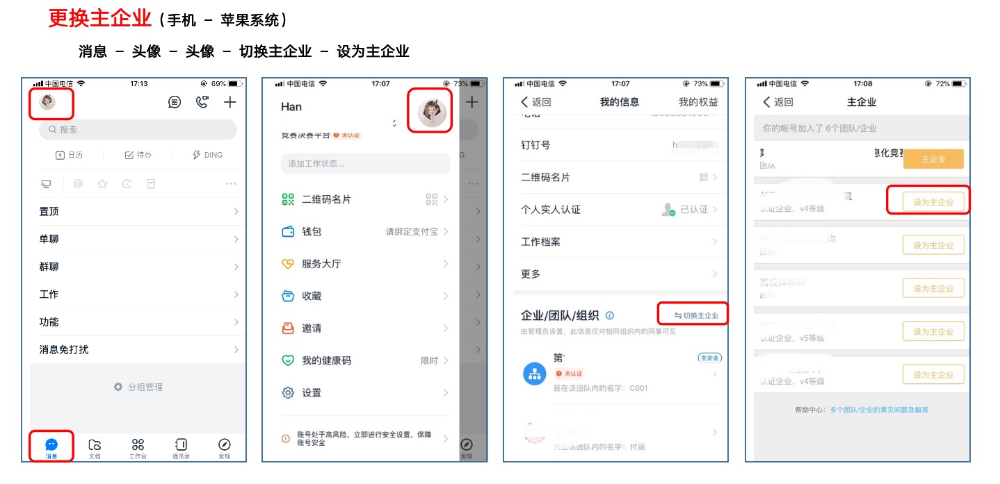 更换主企业（手机 - 苹果系统）
消息 - 头像 - 头像 - 切换主企业 - 设为主企业
中国电信 17:13 69%
搜索
9 日历 待办 DING
@
置顶
单聊
群聊
工作
功能
消息免打扰
分组管理
消息 文档 工作台 通讯录 发现
中国电信 17:07 73%
Han
竞赛决赛平台 未认证
添加工作状态...
二维码名片
钱包 请绑定支付宝
服务大厅
收藏
邀请
我的健康码 限时
设置
账号处于高风险，立即进行安全设置，保障
账号安全
发现
中国电信 17:07 73%
返回 我的信息 我的权益
钉钉号 h
二维码名片
个人实人认证 已认证
工作档案
更多
企业/团队/组织 切换主企业
由管理员设置，此信息仅对相同组织内的同事可见
第 主企业
未认证
我在该团队内的名字：C001
我在该团队内的名字：付涵
中国电信 17:08 72%
返回 主企业
你的帐号加入了 6个团队/企业
息化竞赛 主企业
团队
院 设为主企业
认证企业，v4等级
构 设为主企业
团队
高校样板间 设为主企业
团队
设为主企业
认证企业，v5等级
设为主企业
认证企业，v4等级
帮助中心：多个团队/企业的常见问题及解答